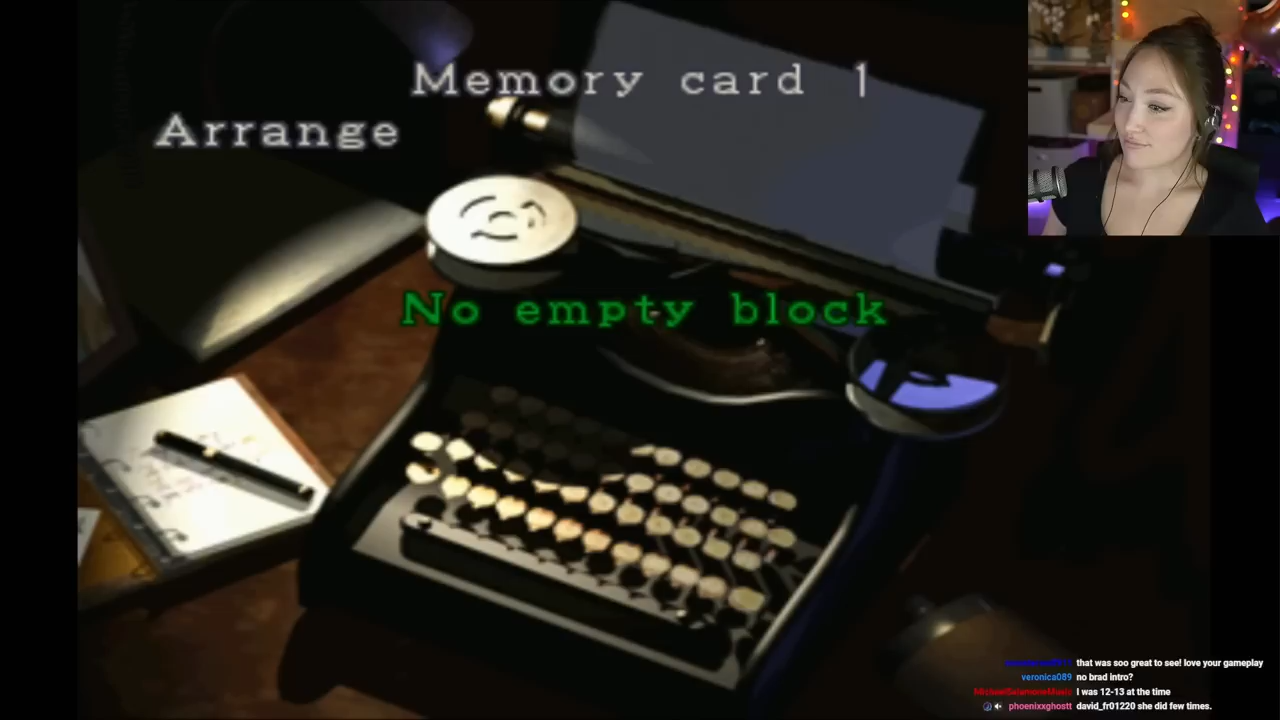 Memory card 1
Arrange
No empty block
that was soo great to see! love your gameplay
veronica089 no brad intro?
MichaelSalamoneMusic I was 12-13 at the time
phoenixxghostt david_fr01220 she did few times.